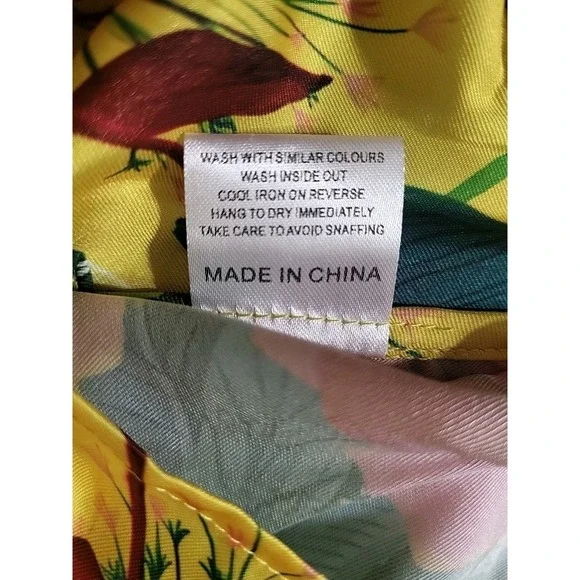 WASH WITH SIMILAR COLOURS
WASH INSIDE OUT
COOL IRON ON REVERSE
HANG TO DRY IMMEDIATELY
TAKE CARE TO AVOID SNAFFING
MADE IN CHINA